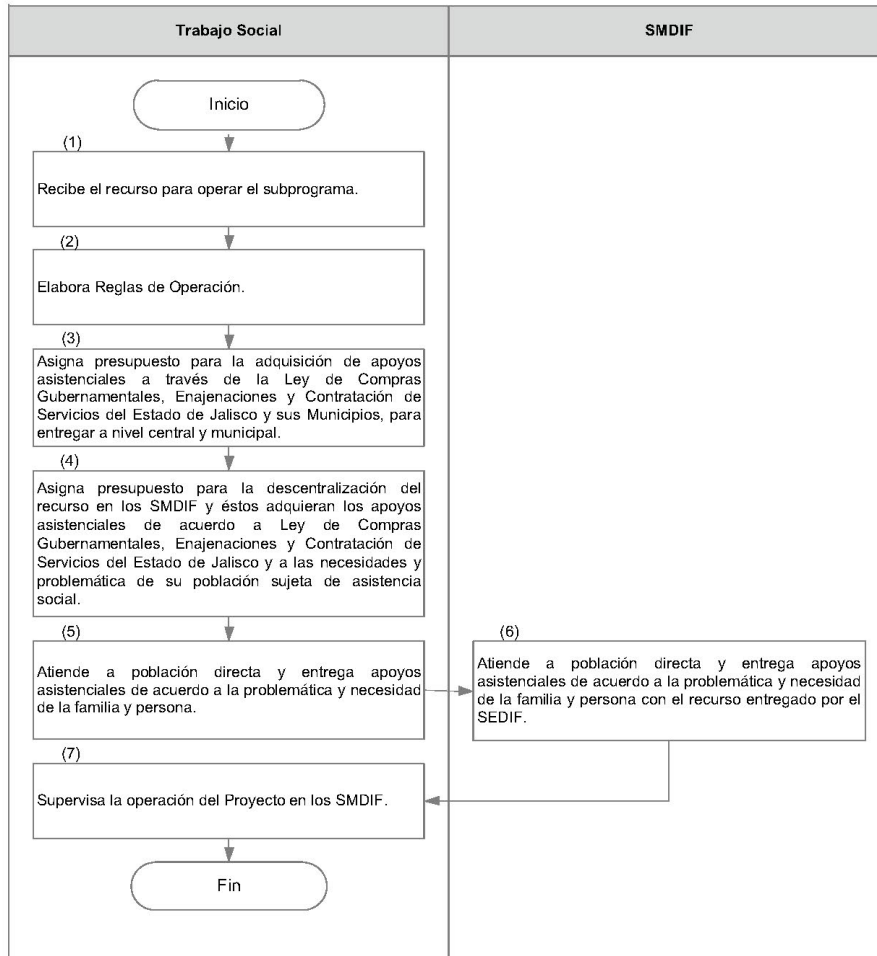 Trabajo Social
SMDIF
Inicio
(1)
Recibe el recurso para operar el subprograma.
(2)
Elabora Reglas de Operación.
(3)
Asigna presupuesto para la adquisición de apoyos
asistenciales a través de la Ley de Compras
Gubernamentales, Enajenaciones y Contratación de
Servicios del Estado de Jalisco y sus Municipios, para
entregar a nivel central y municipal.
(4)
Asigna presupuesto para la descentralización del
recurso en los SMDIF y éstos adquieran los apoyos
asistenciales de acuerdo a Ley de Compras
Gubernamentales, Enajenaciones y Contratación de
Servicios del Estado de Jalisco y a las necesidades y
problemática de su población sujeta de asistencia
social.
(5)
Atiende a población directa y entrega apoyos
asistenciales de acuerdo a la problemática y necesidad
de la familia y persona.
(6)
Atiende a población directa y entrega apoyos
asistenciales de acuerdo a la problemática y necesidad
de la familia y persona con el recurso entregado por el
SEDIF.
(7)
Supervisa la operación del Proyecto en los SMDIF.
Fin